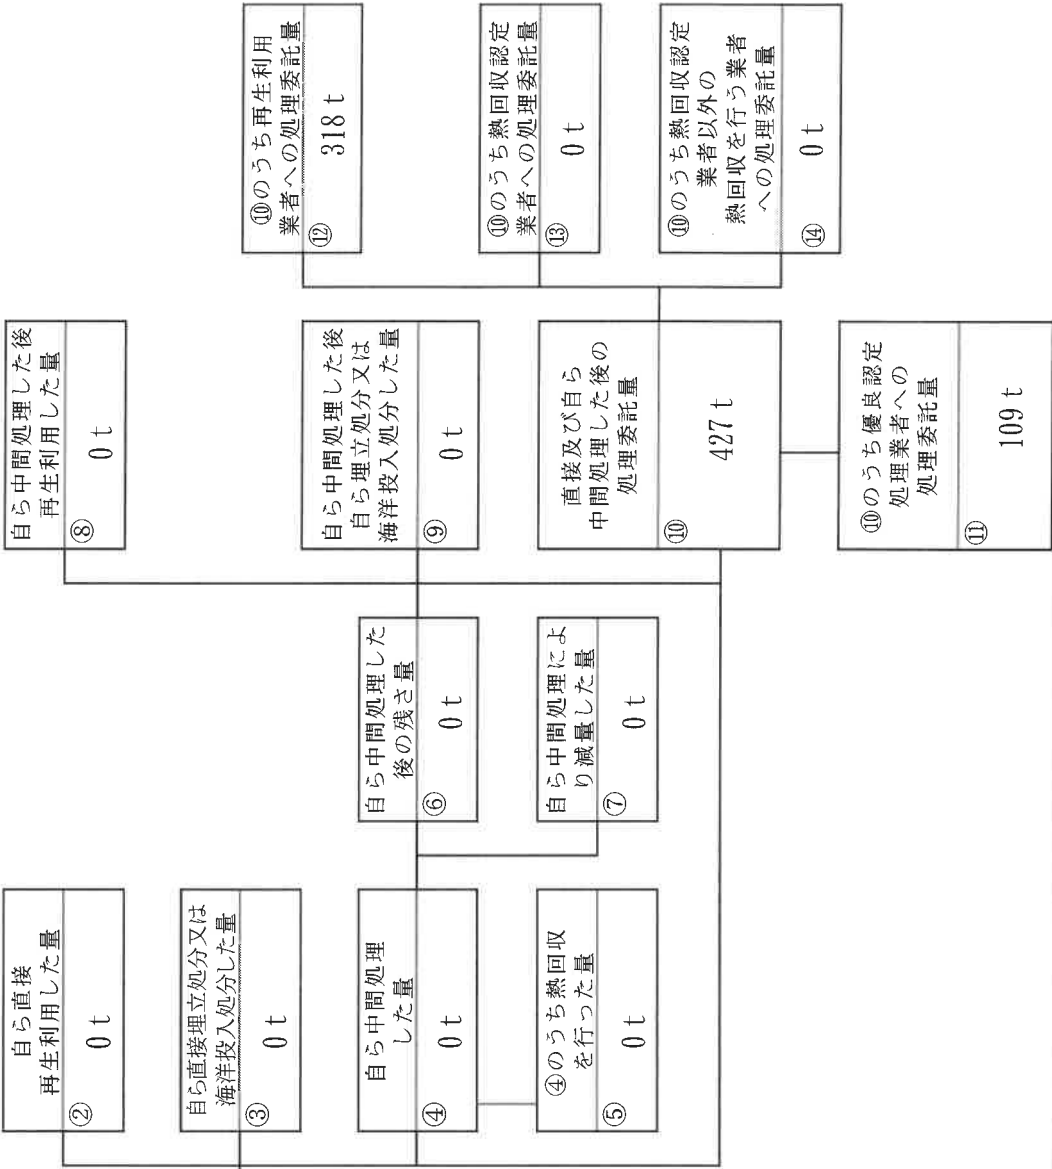 自ら直接
再生利用した量
②
0 t
自ら直接埋立処分又は
海洋投入処分した量
③
0 t
自ら中間処理
した量
④
0 t
④のうち熱回収
を行った量
⑤
0 t
自ら中間処理した
後の残さ量
⑥
0 t
自ら中間処理によ
り減量した量
⑦
0 t
自ら中間処理した後
再生利用した量
⑧
0 t
自ら中間処理した後
自ら埋立処分又は
海洋投入処分した量
⑨
0 t
直接及び自ら
中間処理した後の
処理委託量
⑩
427 t
⑩のうち優良認定
処理業者への
処理委託量
⑪
109 t
⑩のうち再生利用
業者への処理委託量
⑫
318 t
⑩のうち熱回収認定
業者への処理委託量
⑬
0 t
⑩のうち熱回収認定
業者以外の
熱回収を行う業者
への処理委託量
⑭
0 t